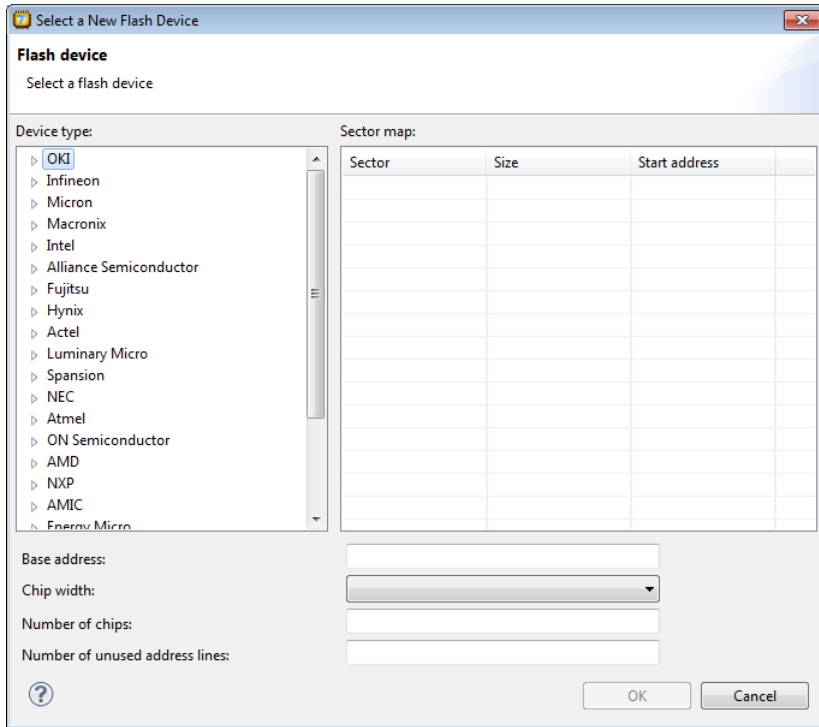 Select a New Flash Device
Flash device
Select a flash device
Device type:
Sector map:
OKI
Infineon
Micron
Macronix
Intel
Alliance Semiconductor
Fujitsu
Hynix
Actel
Luminary Micro
Spansion
NEC
Atmel
ON Semiconductor
AMD
NXP
AMIC
Energy Micro
Sector Size Start address
Base address:
Chip width:
Number of chips:
Number of unused address lines:
?
OK Cancel